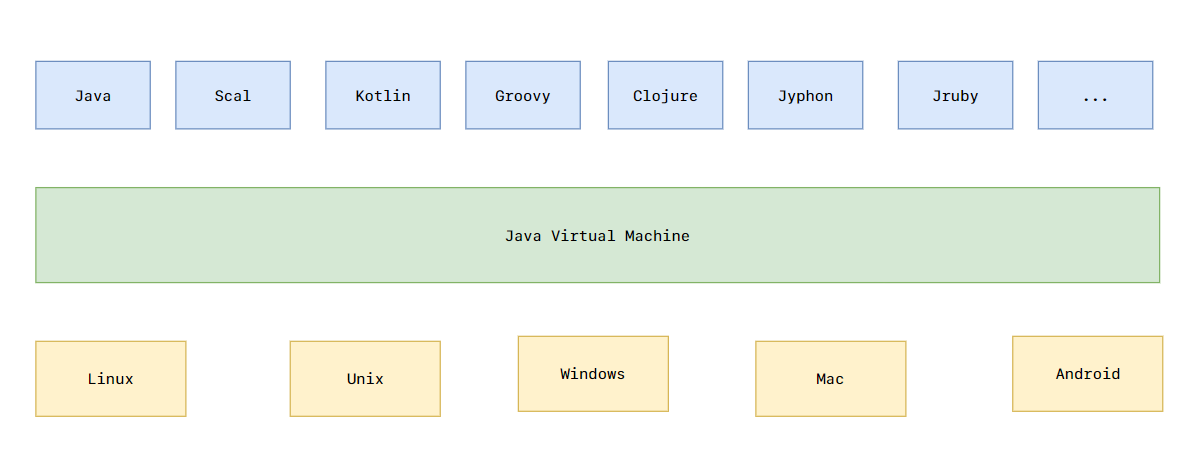 Java
Scal
Kotlin
Groovy
Clojure
Jyphon
Jruby
...
Java Virtual Machine
Linux
Unix
Windows
Mac
Android